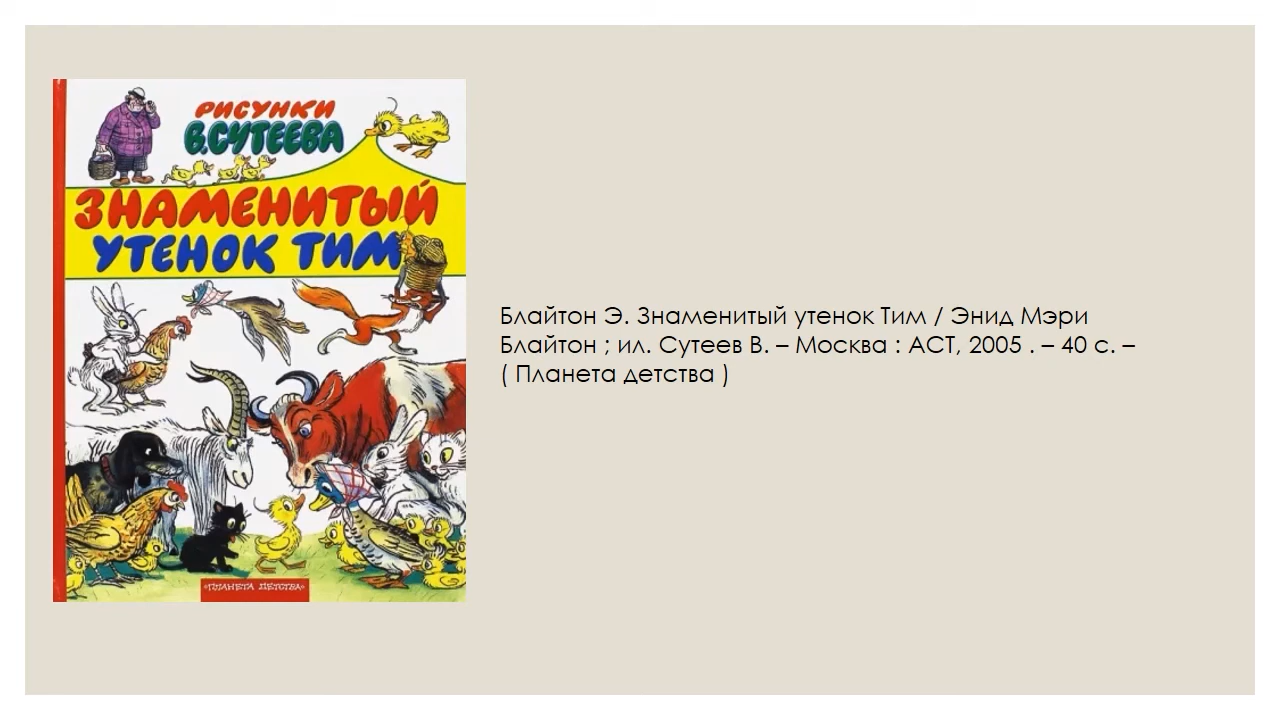 РИСУНКИ
В.СУТЕЕВА
ЗНАМЕНИТЫЙ
УТЕНОК ТИМ
«ПЛАНЕТА ДЕТСТВА»
Блайтон Э. Знаменитый утенок Тим / Энид Мэри
Блайтон ; ил. Сутеев В. – Москва : АСТ, 2005 . – 40 с. –
( Планета детства )